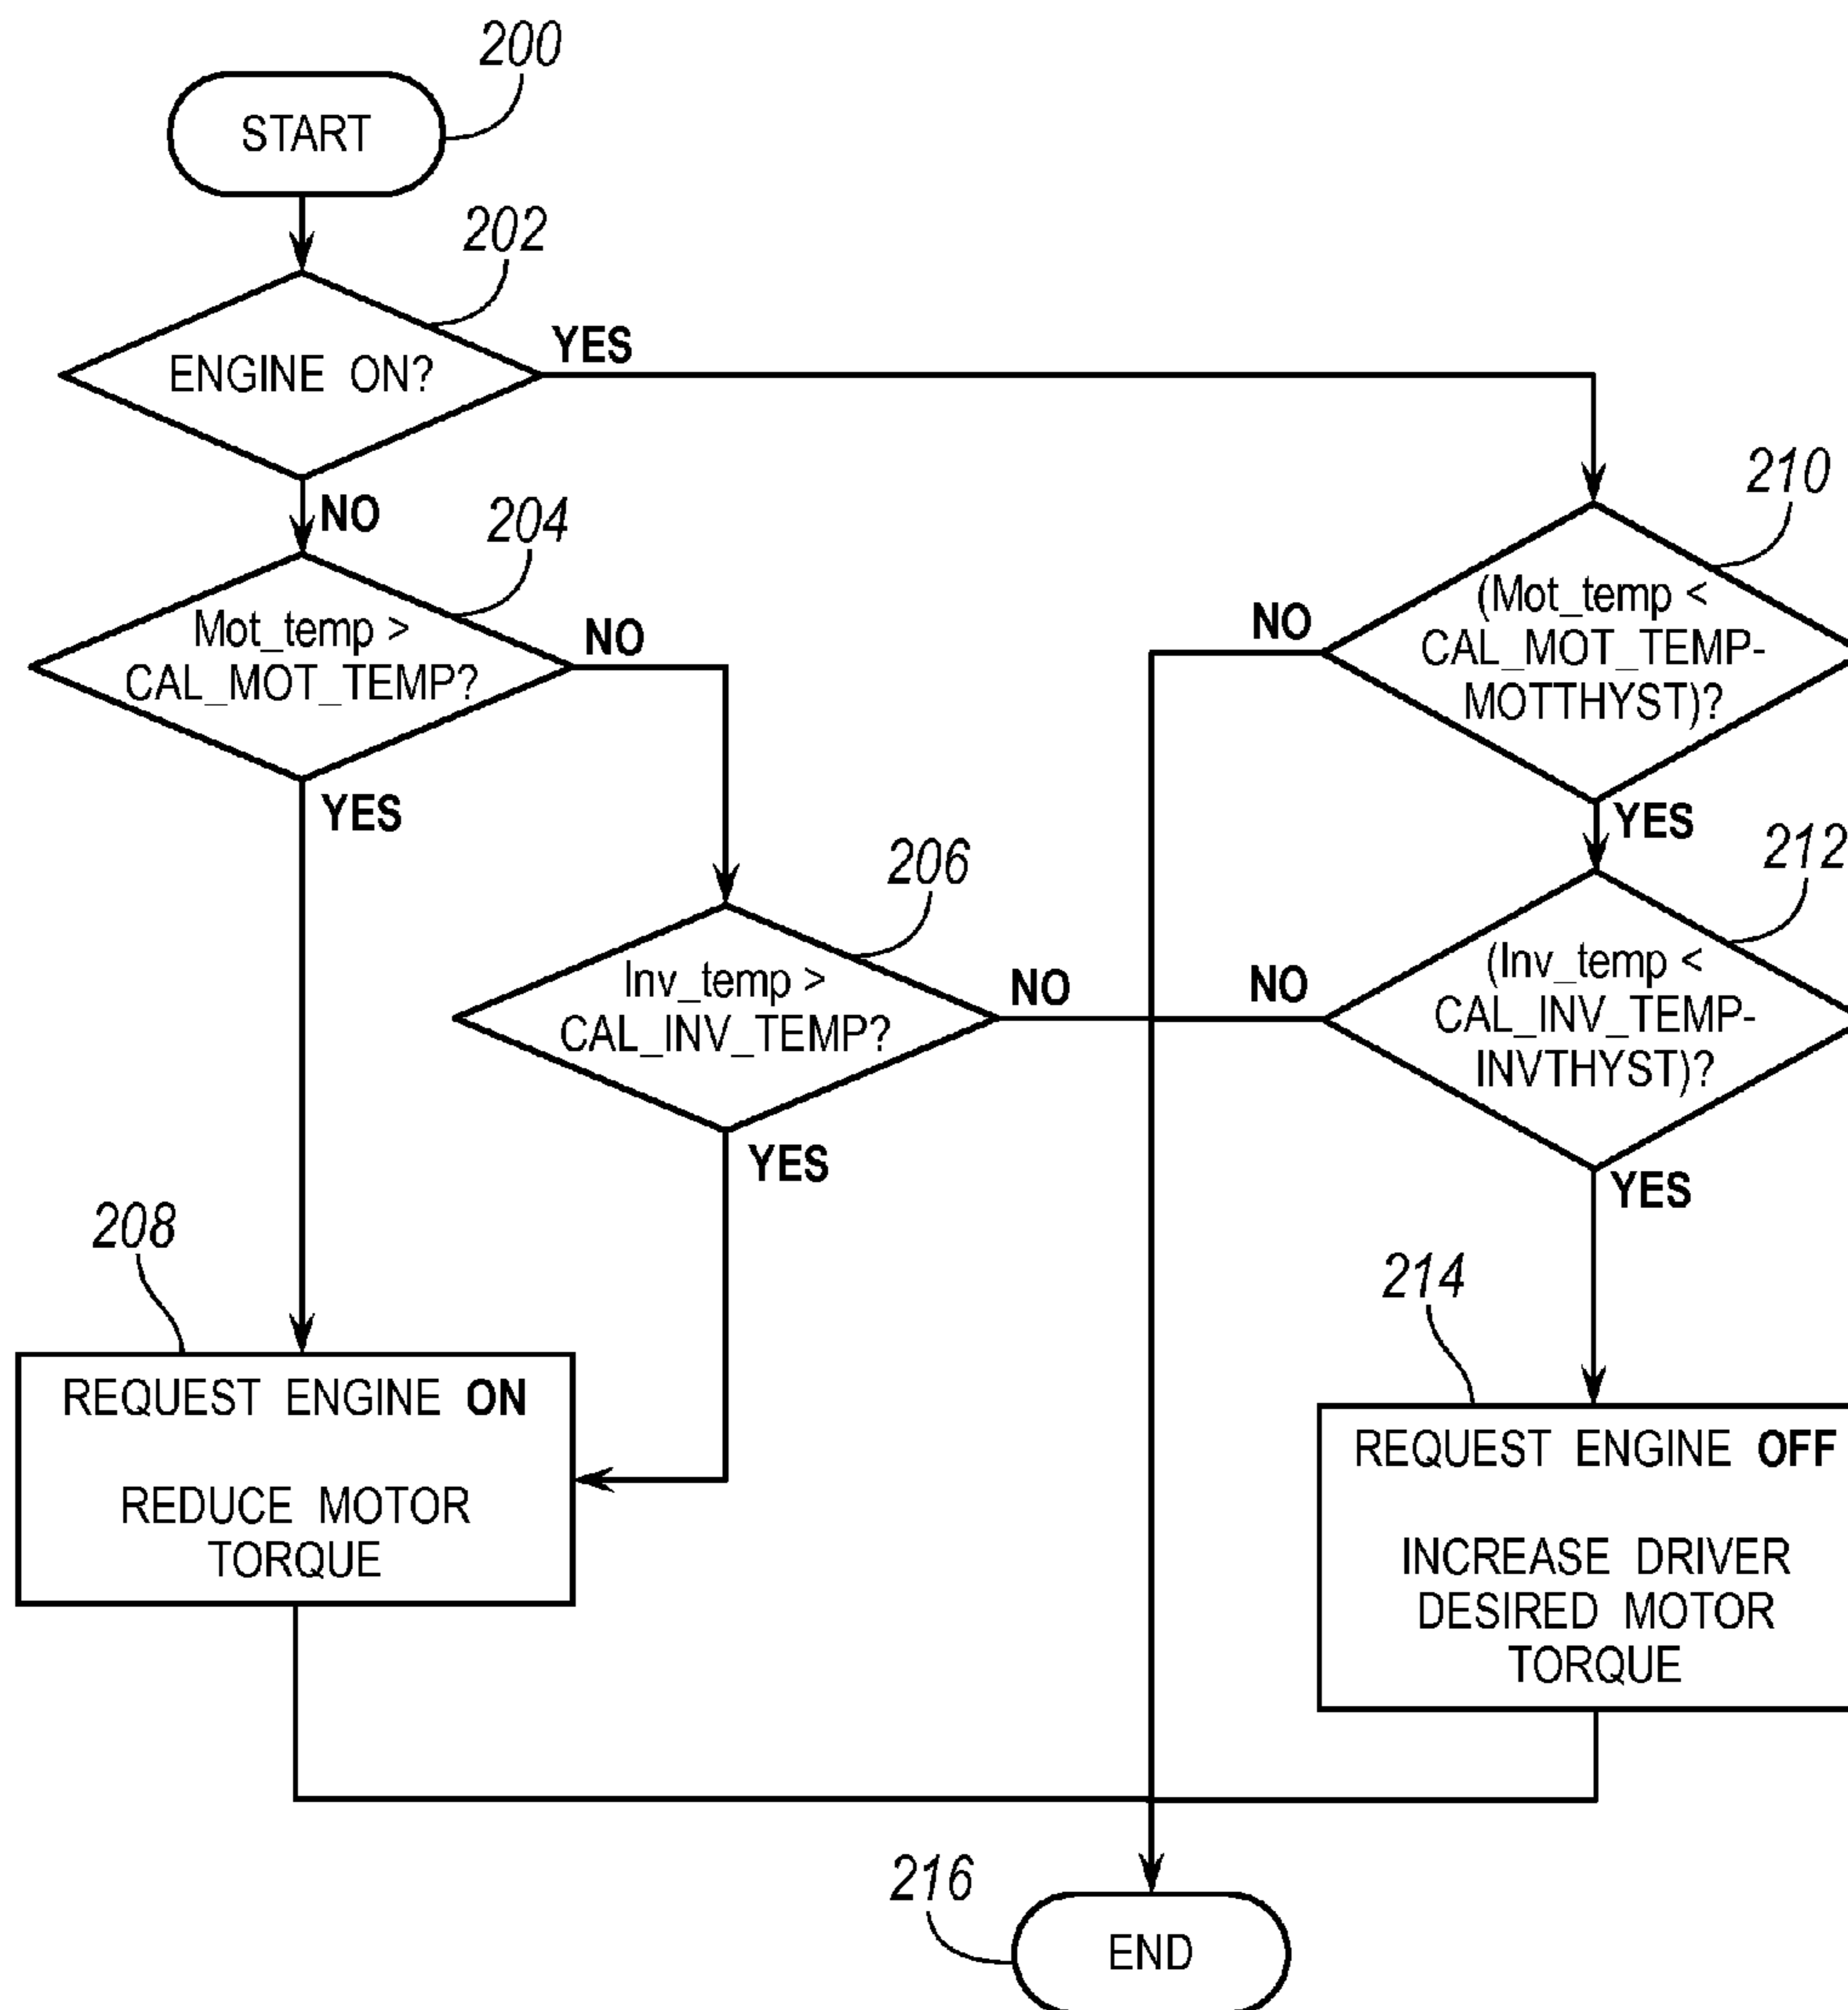 200
START
202
ENGINE ON?
YES
NO
204
Mot_temp >
CAL_MOT_TEMP?
NO
YES
206
Inv_temp >
CAL_INV_TEMP?
NO
YES
208
REQUEST ENGINE ON
REDUCE MOTOR
TORQUE
210
(Mot_temp <
CAL_MOT_TEMP-
MOTTHYST)?
NO
YES
212
(Inv_temp <
CAL_INV_TEMP-
INVTHYST)?
NO
YES
214
REQUEST ENGINE OFF
INCREASE DRIVER
DESIRED MOTOR
TORQUE
216
END